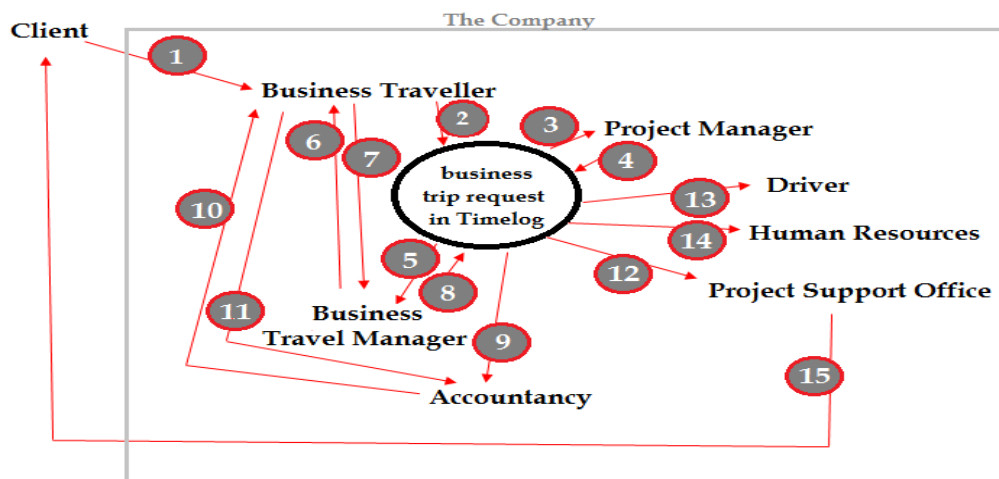 The Company
Client
1
Business Traveller
2
3
Project Manager
6
7
4
business
trip request
in Timelog
Driver
13
10
Human Resources
14
5
12
8
Project Support Office
11
Business
Travel Manager
9
15
Accountancy